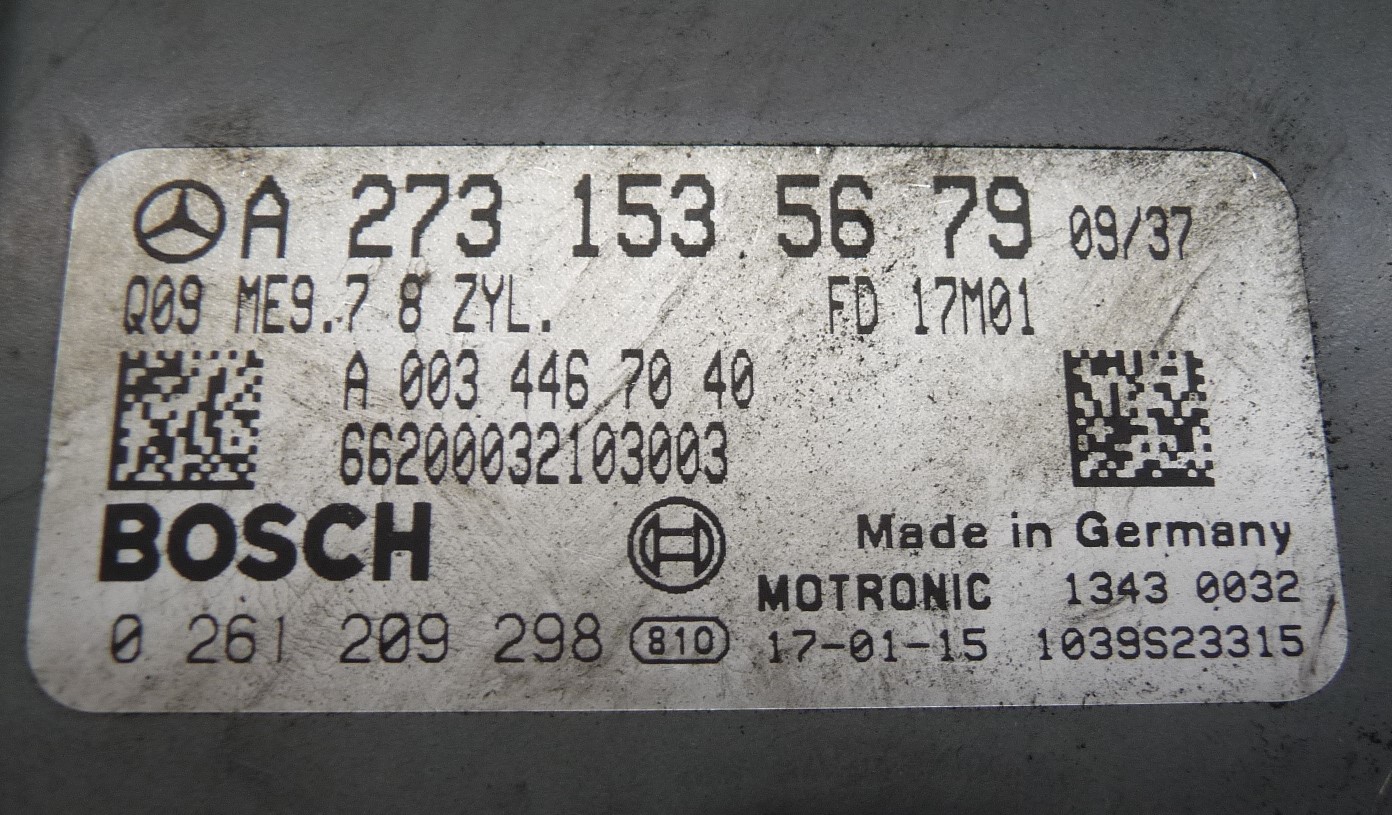 A 273 153 56 79 09/37
Q09 ME9.7 8 ZYL. FD 17M01
A 003 446 70 40
66200032103003
BOSCH
Made in Germany
MOTRONIC 1343 0032
0 261 209 298 810 17-01-15 1039S23315